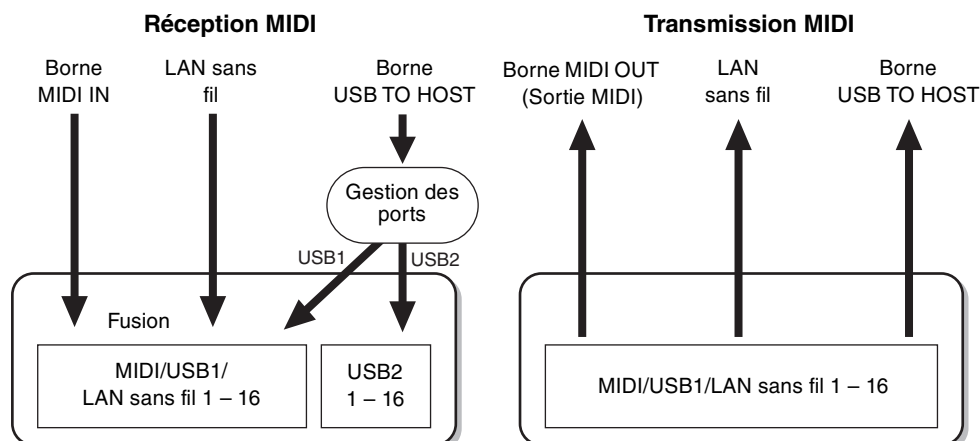 Réception MIDI
Borne
MIDI IN
LAN sans
fil
Borne
USB TO HOST
Gestion des
ports
USB1
USB2
Fusion
MIDI/USB1/
LAN sans fil 1 – 16
USB2
1 – 16
Transmission MIDI
Borne MIDI OUT
(Sortie MIDI)
LAN
sans fil
Borne
USB TO HOST
MIDI/USB1/LAN sans fil 1 – 16